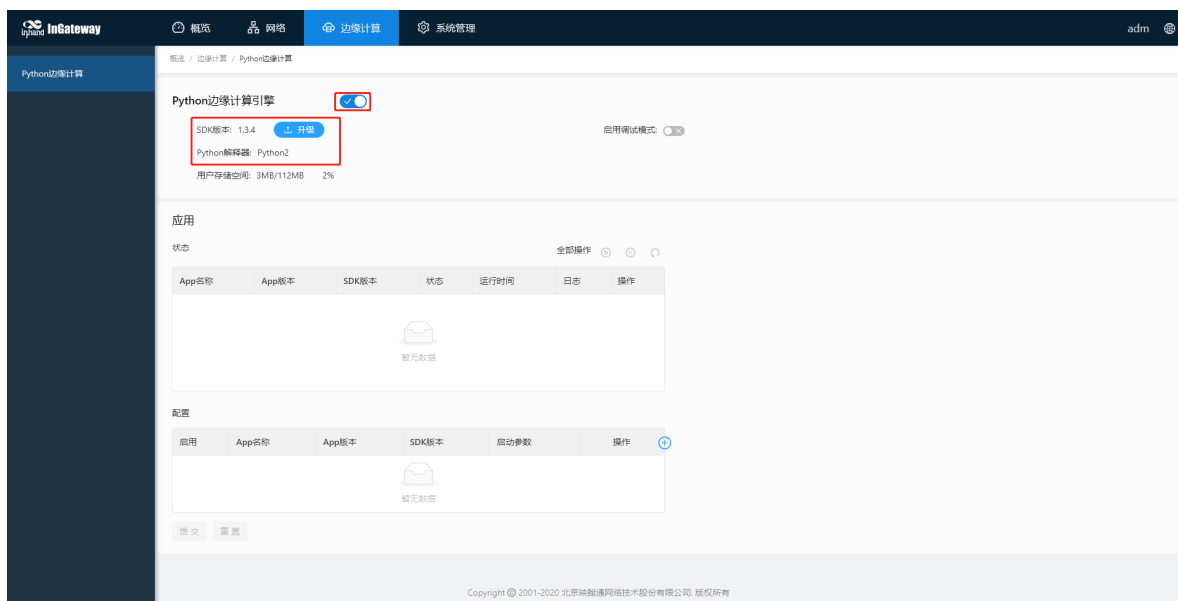 inhand InGateway 概览 网络 边缘计算 系统管理 adm
概览 / 边缘计算 / Python边缘计算
Python边缘计算
Python边缘计算引擎
SDK版本: 1.3.4 升级 启用调试模式:
Python解释器: Python2
用户存储空间: 3MB/112MB 2%
应用
状态 全部操作
App名称 App版本 SDK版本 状态 运行时间 日志 操作
暂无数据
配置
启用 App名称 App版本 SDK版本 启动参数 操作
暂无数据
提交 重置
Copyright © 2001-2020 北京映翰通网络技术股份有限公司. 版权所有